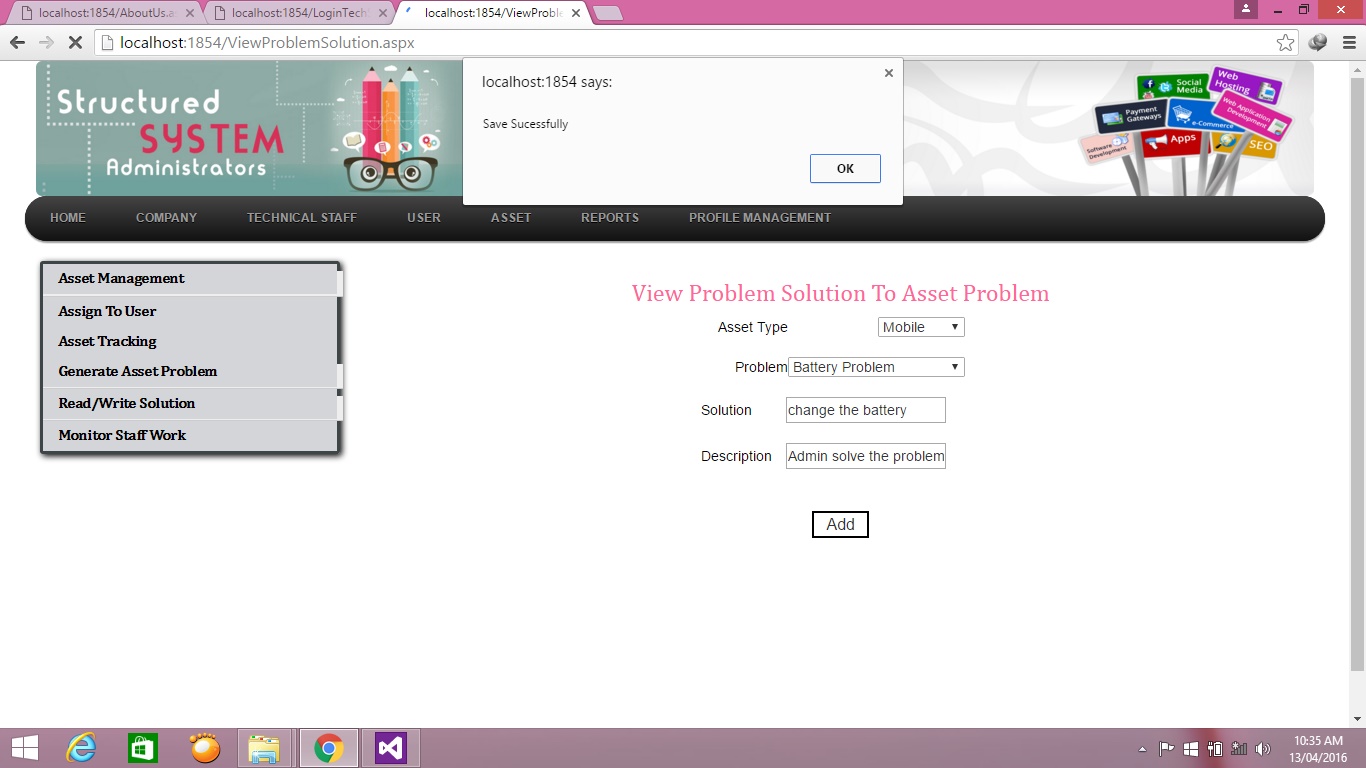 localhost:1854/AboutUs.a
localhost:1854/LoginTech
localhost:1854/ViewProble
localhost:1854/ViewProblemSolution.aspx
localhost:1854 says:
Save Sucessfully
OK
Structured
SYSTEM
Administrators
Web
Hosting
Social
Media
Payment
Gateways
e-Commerce
Web Application
Development
Software
Development
Apps
SEO
HOME COMPANY TECHNICAL STAFF USER ASSET REPORTS PROFILE MANAGEMENT
Asset Management
Assign To User
Asset Tracking
Generate Asset Problem
Read/Write Solution
Monitor Staff Work
View Problem Solution To Asset Problem
Asset Type Mobile
Problem Battery Problem
Solution change the battery
Description Admin solve the problem
Add
10:35 AM
13/04/2016